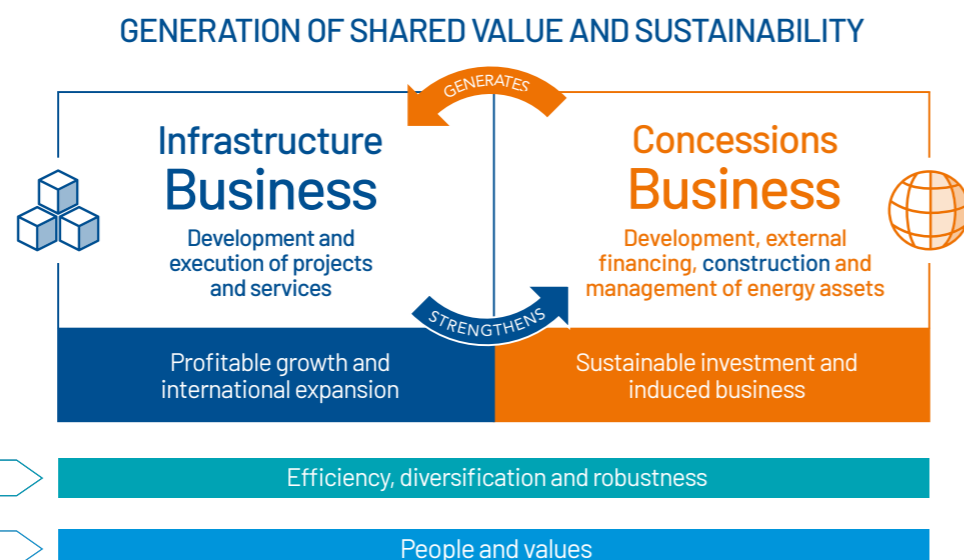 GENERATION OF SHARED VALUE AND SUSTAINABILITY
GENERATES
Infrastructure
Business
Development and
execution of projects
and services
Concessions
Business
Development, external
financing, construction and
management of energy assets
STRENGTHENS
Profitable growth and
international expansion
Sustainable investment and
induced business
Efficiency, diversification and robustness
People and values